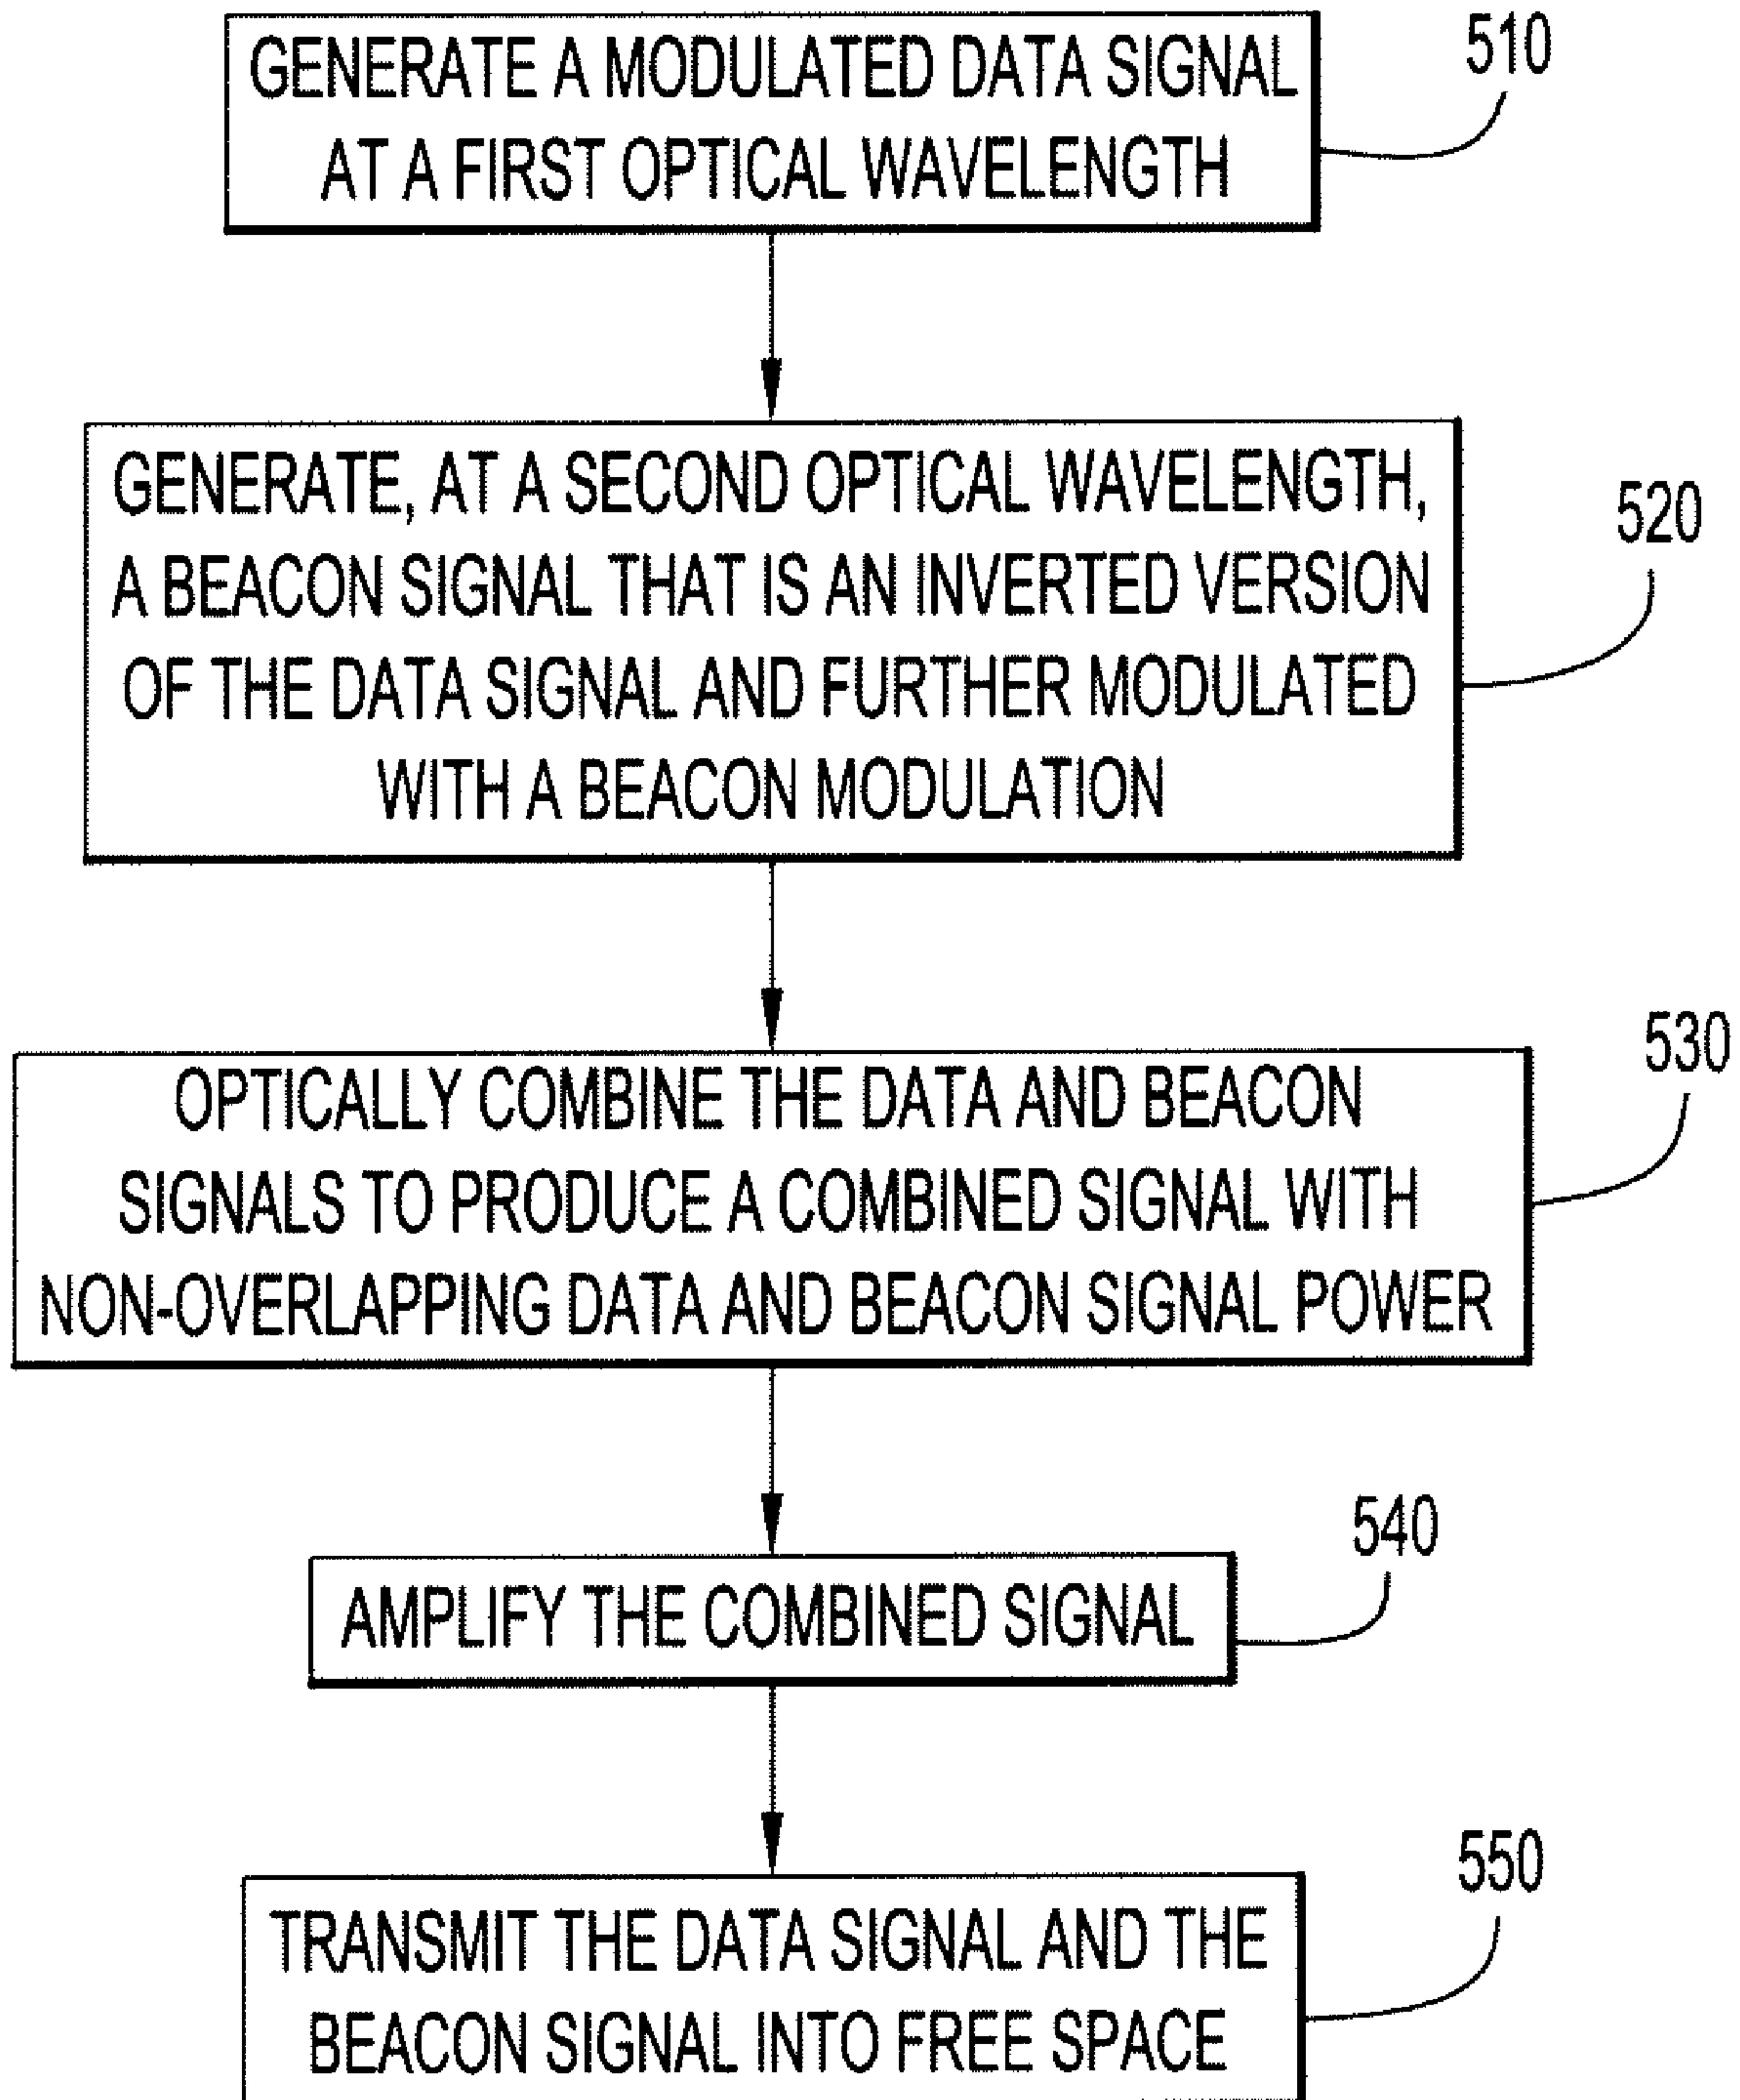 GENERATE A MODULATED DATA SIGNAL
AT A FIRST OPTICAL WAVELENGTH
510
GENERATE, AT A SECOND OPTICAL WAVELENGTH,
A BEACON SIGNAL THAT IS AN INVERTED VERSION
OF THE DATA SIGNAL AND FURTHER MODULATED
WITH A BEACON MODULATION
520
OPTICALLY COMBINE THE DATA AND BEACON
SIGNALS TO PRODUCE A COMBINED SIGNAL WITH
NON-OVERLAPPING DATA AND BEACON SIGNAL POWER
530
AMPLIFY THE COMBINED SIGNAL
540
TRANSMIT THE DATA SIGNAL AND THE
BEACON SIGNAL INTO FREE SPACE
550